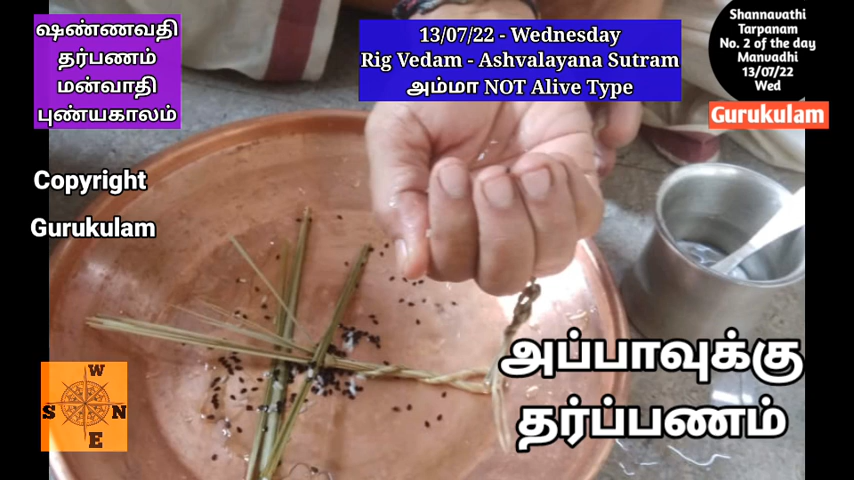 ஷண்ணவதி
தர்பணம்
மன்வாதி
புண்யகாலம்
13/07/22 - Wednesday
Rig Vedam - Ashvalayana Sutram
அம்மா NOT Alive Type
Shannavathi
Tarpanam
No. 2 of the day
Manvadhi
13/07/22
Wed
Gurukulam
Copyright
Gurukulam
அப்பாவுக்கு
தர்ப்பணம்
W
S N
E